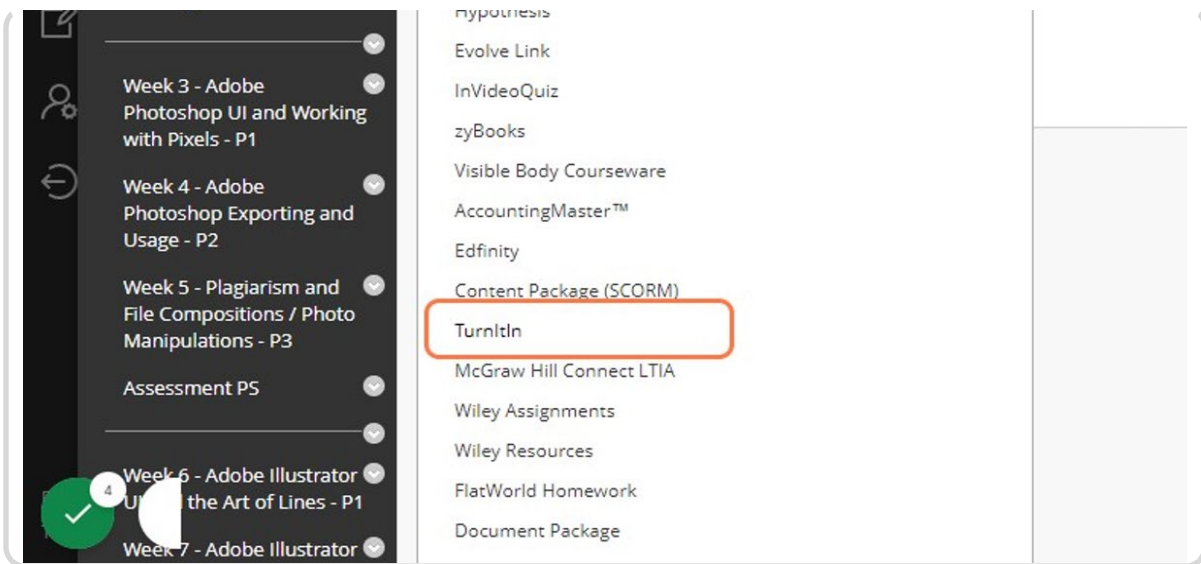 Week 3 - Adobe
Photoshop UI and Working
with Pixels - P1
Week 4 - Adobe
Photoshop Exporting and
Usage - P2
Week 5 - Plagiarism and
File Compositions / Photo
Manipulations - P3
Assessment PS
Week 6 - Adobe Illustrator
the Art of Lines - P1
4
Week 7 - Adobe Illustrator
Hypothesis
Evolve Link
InVideoQuiz
zyBooks
Visible Body Courseware
AccountingMaster™
Edfinity
Content Package (SCORM)
TurnItIn
McGraw Hill Connect LTIA
Wiley Assignments
Wiley Resources
FlatWorld Homework
Document Package